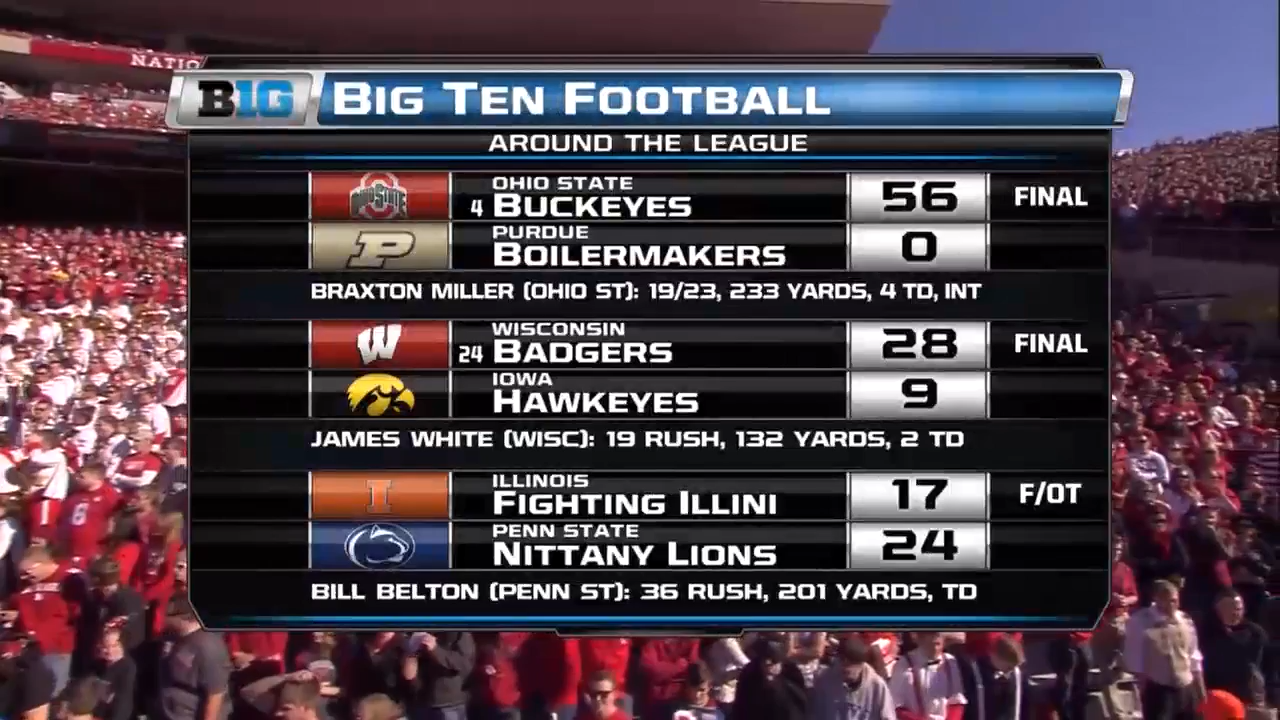 NATIO
B1G BIG TEN FOOTBALL
AROUND THE LEAGUE
OHIO STATE
4 BUCKEYES 56 FINAL
PURDUE
BOILERMAKERS 0
BRAXTON MILLER (OHIO ST): 19/23, 233 YARDS, 4 TD, INT
WISCONSIN
24 BADGERS 28 FINAL
IOWA
HAWKEYES 9
JAMES WHITE (WISC): 19 RUSH, 132 YARDS, 2 TD
ILLINOIS
FIGHTING ILLINI 17 F/OT
PENN STATE
NITTANY LIONS 24
BILL BELTON (PENN ST): 36 RUSH, 201 YARDS, TD